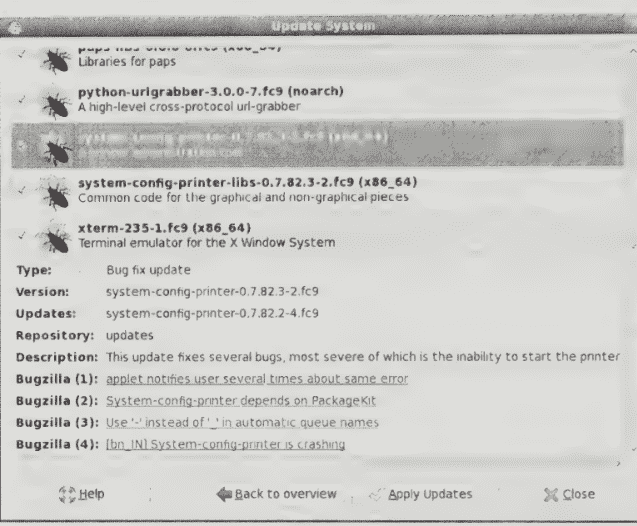 Update System
Libraries for paps
python-urlgrabber-3.0.0-7.fc9 (noarch)
A high-level cross-protocol url-grabber
system-config-printer-libs-0.7.82.3-2.fc9 (x86_64)
Common code for the graphical and non-graphical pieces
xterm-235-1.fc9 (x86_64)
Terminal emulator for the X Window System
Type: Bug fix update
Version: system-config-printer-0.7.82.3-2.fc9
Updates: system-config-printer-0.7.82.2-4.fc9
Repository: updates
Description: This update fixes several bugs, most severe of which is the inability to start the printer
Bugzilla (1): applet notifies user several times about same error
Bugzilla (2): System-config-printer depends on PackageKit
Bugzilla (3): Use '-' instead of '_' in automatic queue names
Bugzilla (4): [bn_IN] System-config-printer is crashing
Help Back to overview Apply Updates Close